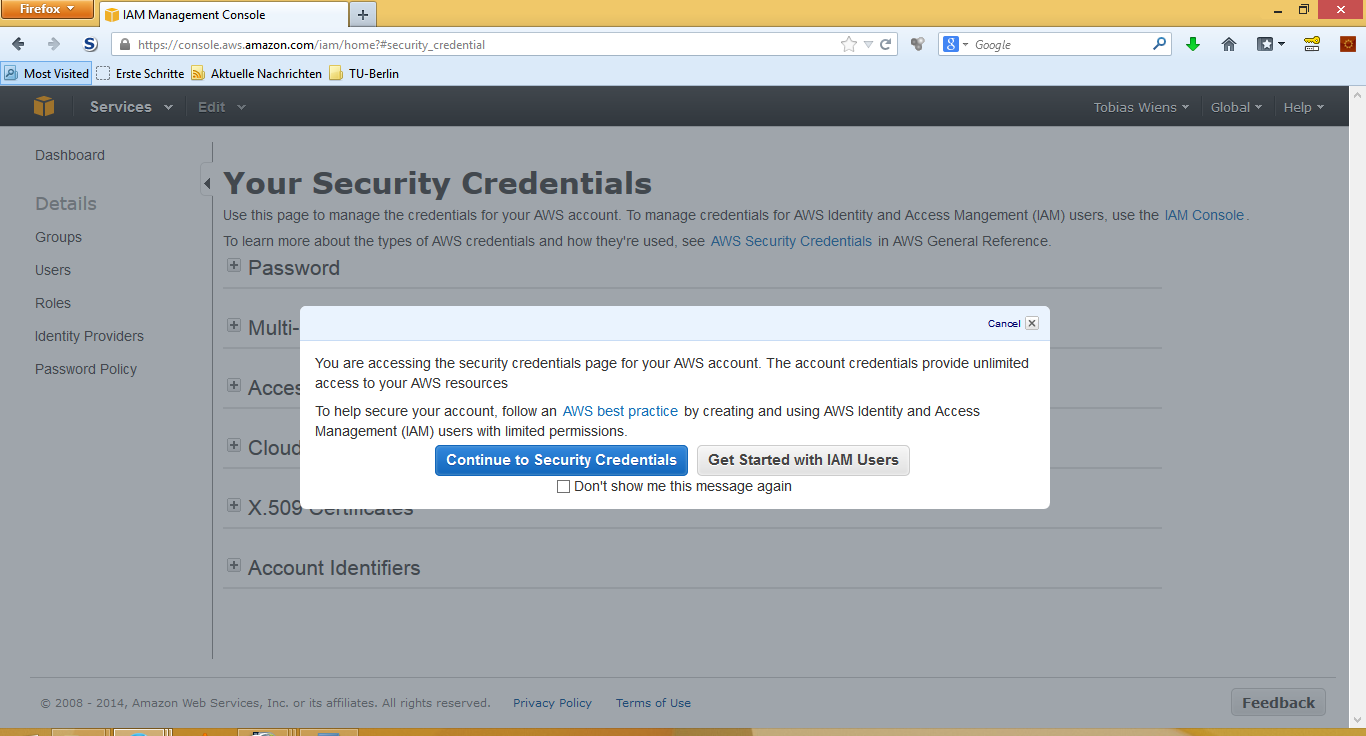 Firefox
IAM Management Console
https://console.aws.amazon.com/iam/home?#security_credential
Google
Most Visited
Erste Schritte
Aktuelle Nachrichten
TU-Berlin
Services
Edit
Tobias Wiens
Global
Help
Dashboard
Details
Groups
Users
Roles
Identity Providers
Password Policy
Your Security Credentials
Use this page to manage the credentials for your AWS account. To manage credentials for AWS Identity and Access Mangement (IAM) users, use the IAM Console.
To learn more about the types of AWS credentials and how they're used, see AWS Security Credentials in AWS General Reference.
Password
Multi-
Acces
Cloud
X.509 Certificates
Account Identifiers
Cancel
You are accessing the security credentials page for your AWS account. The account credentials provide unlimited
access to your AWS resources
To help secure your account, follow an AWS best practice by creating and using AWS Identity and Access
Management (IAM) users with limited permissions.
Continue to Security Credentials
Get Started with IAM Users
Don't show me this message again
© 2008 - 2014, Amazon Web Services, Inc. or its affiliates. All rights reserved.
Privacy Policy
Terms of Use
Feedback